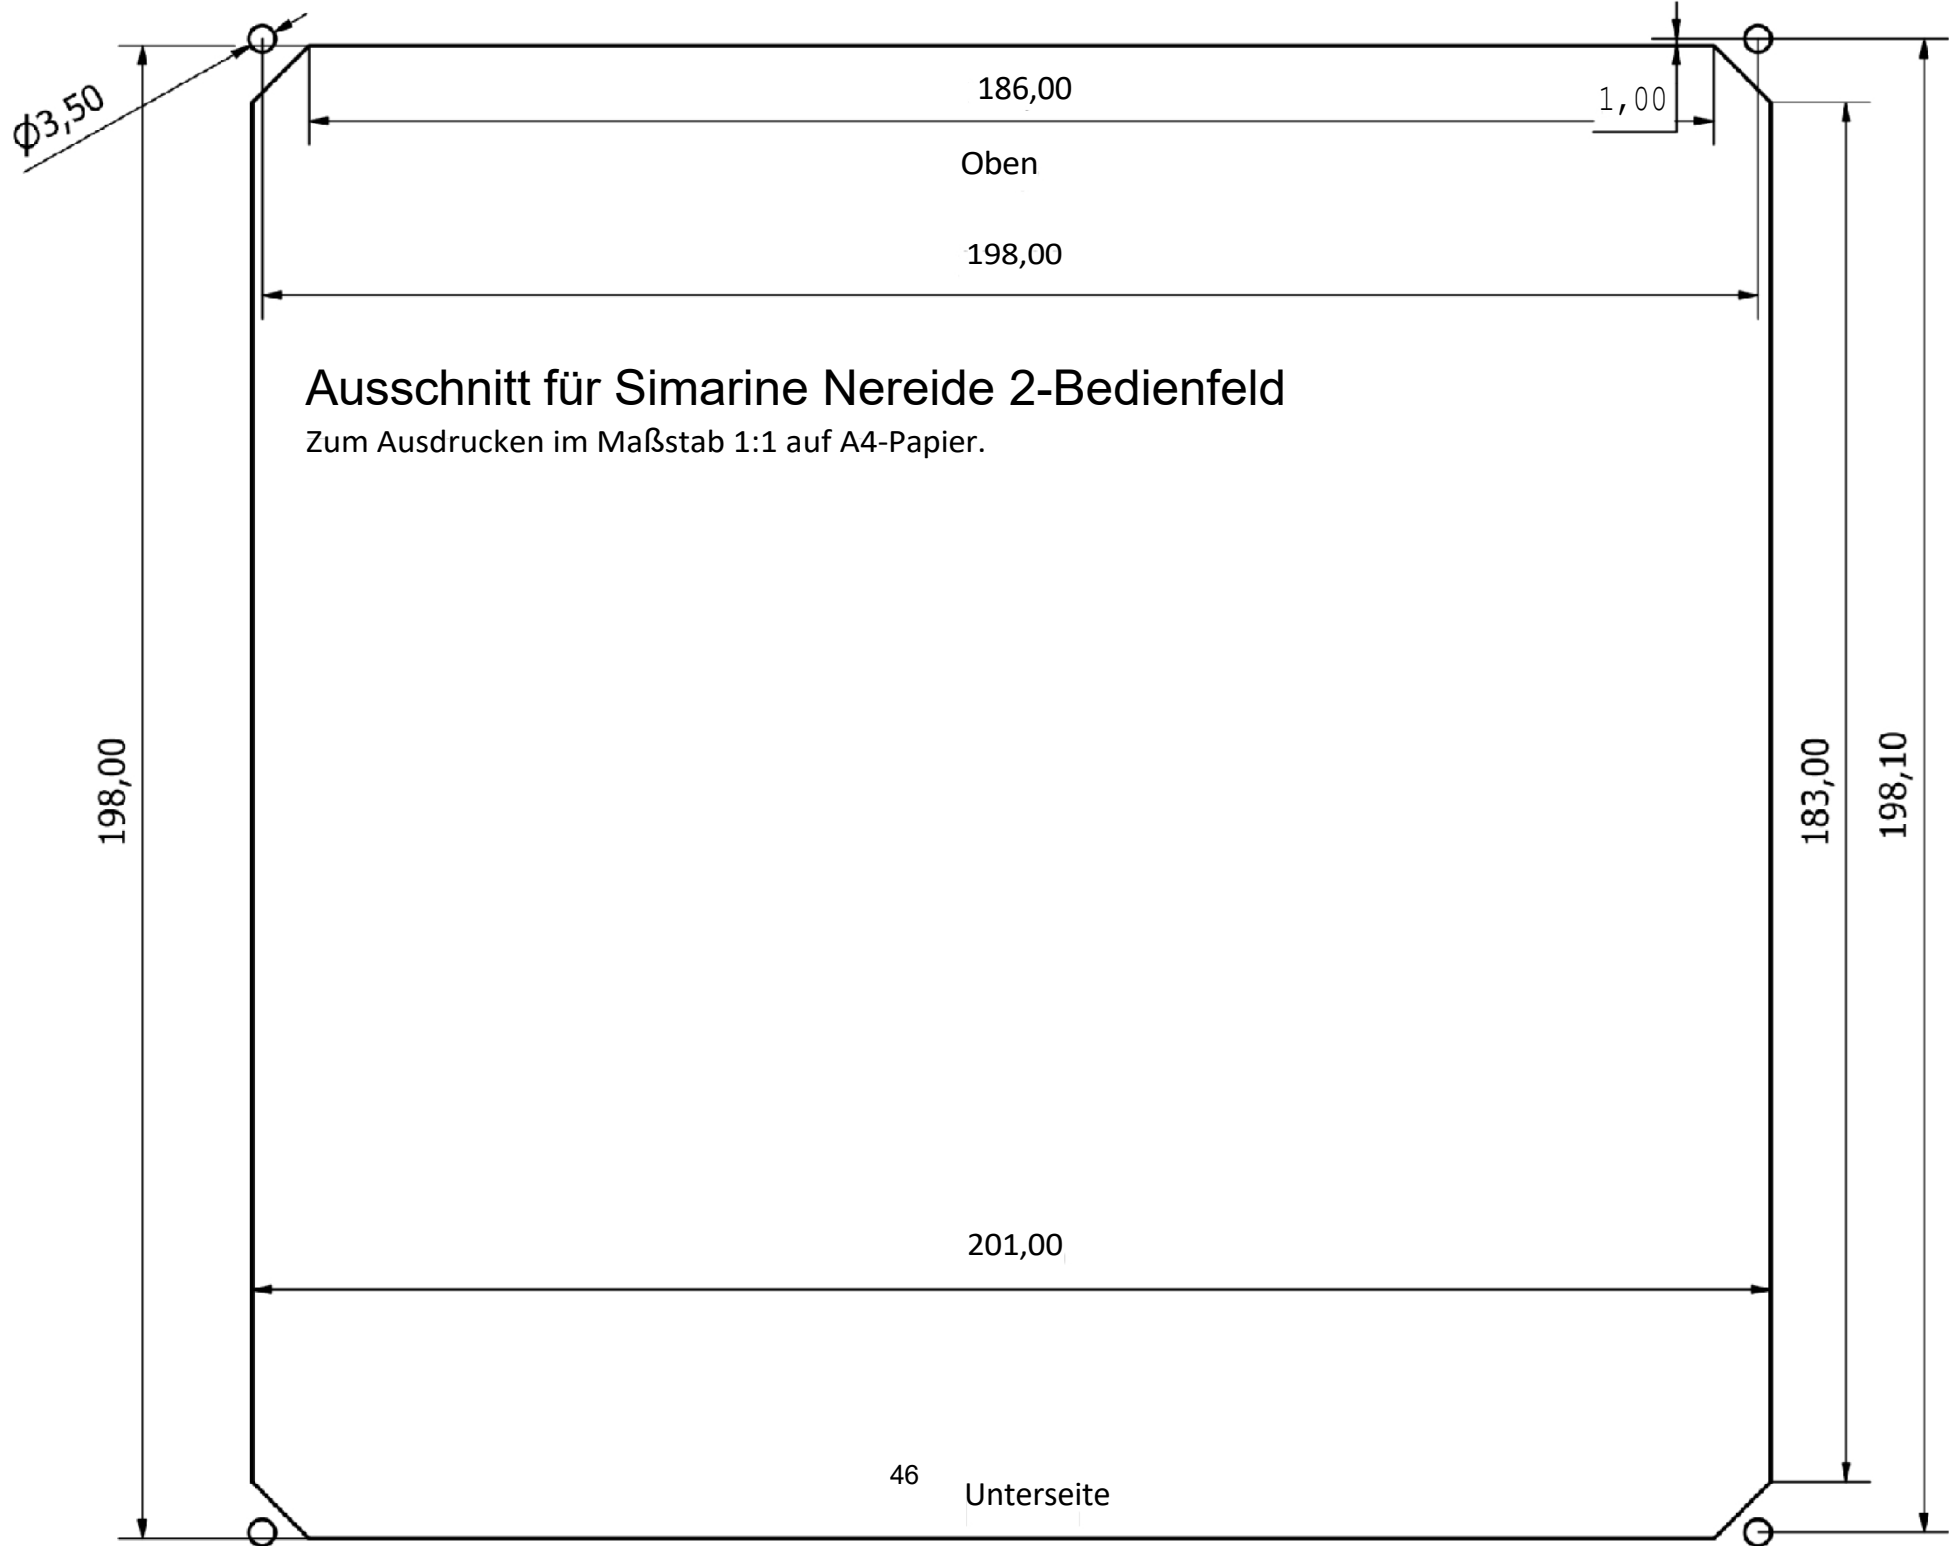 ϕ3,50
186,00
1,00
Oben
198,00
Ausschnitt für Simarine Nereide 2-Bedienfeld
Zum Ausdrucken im Maßstab 1:1 auf A4-Papier.
198,00
183,00
198,10
201,00
46
Unterseite